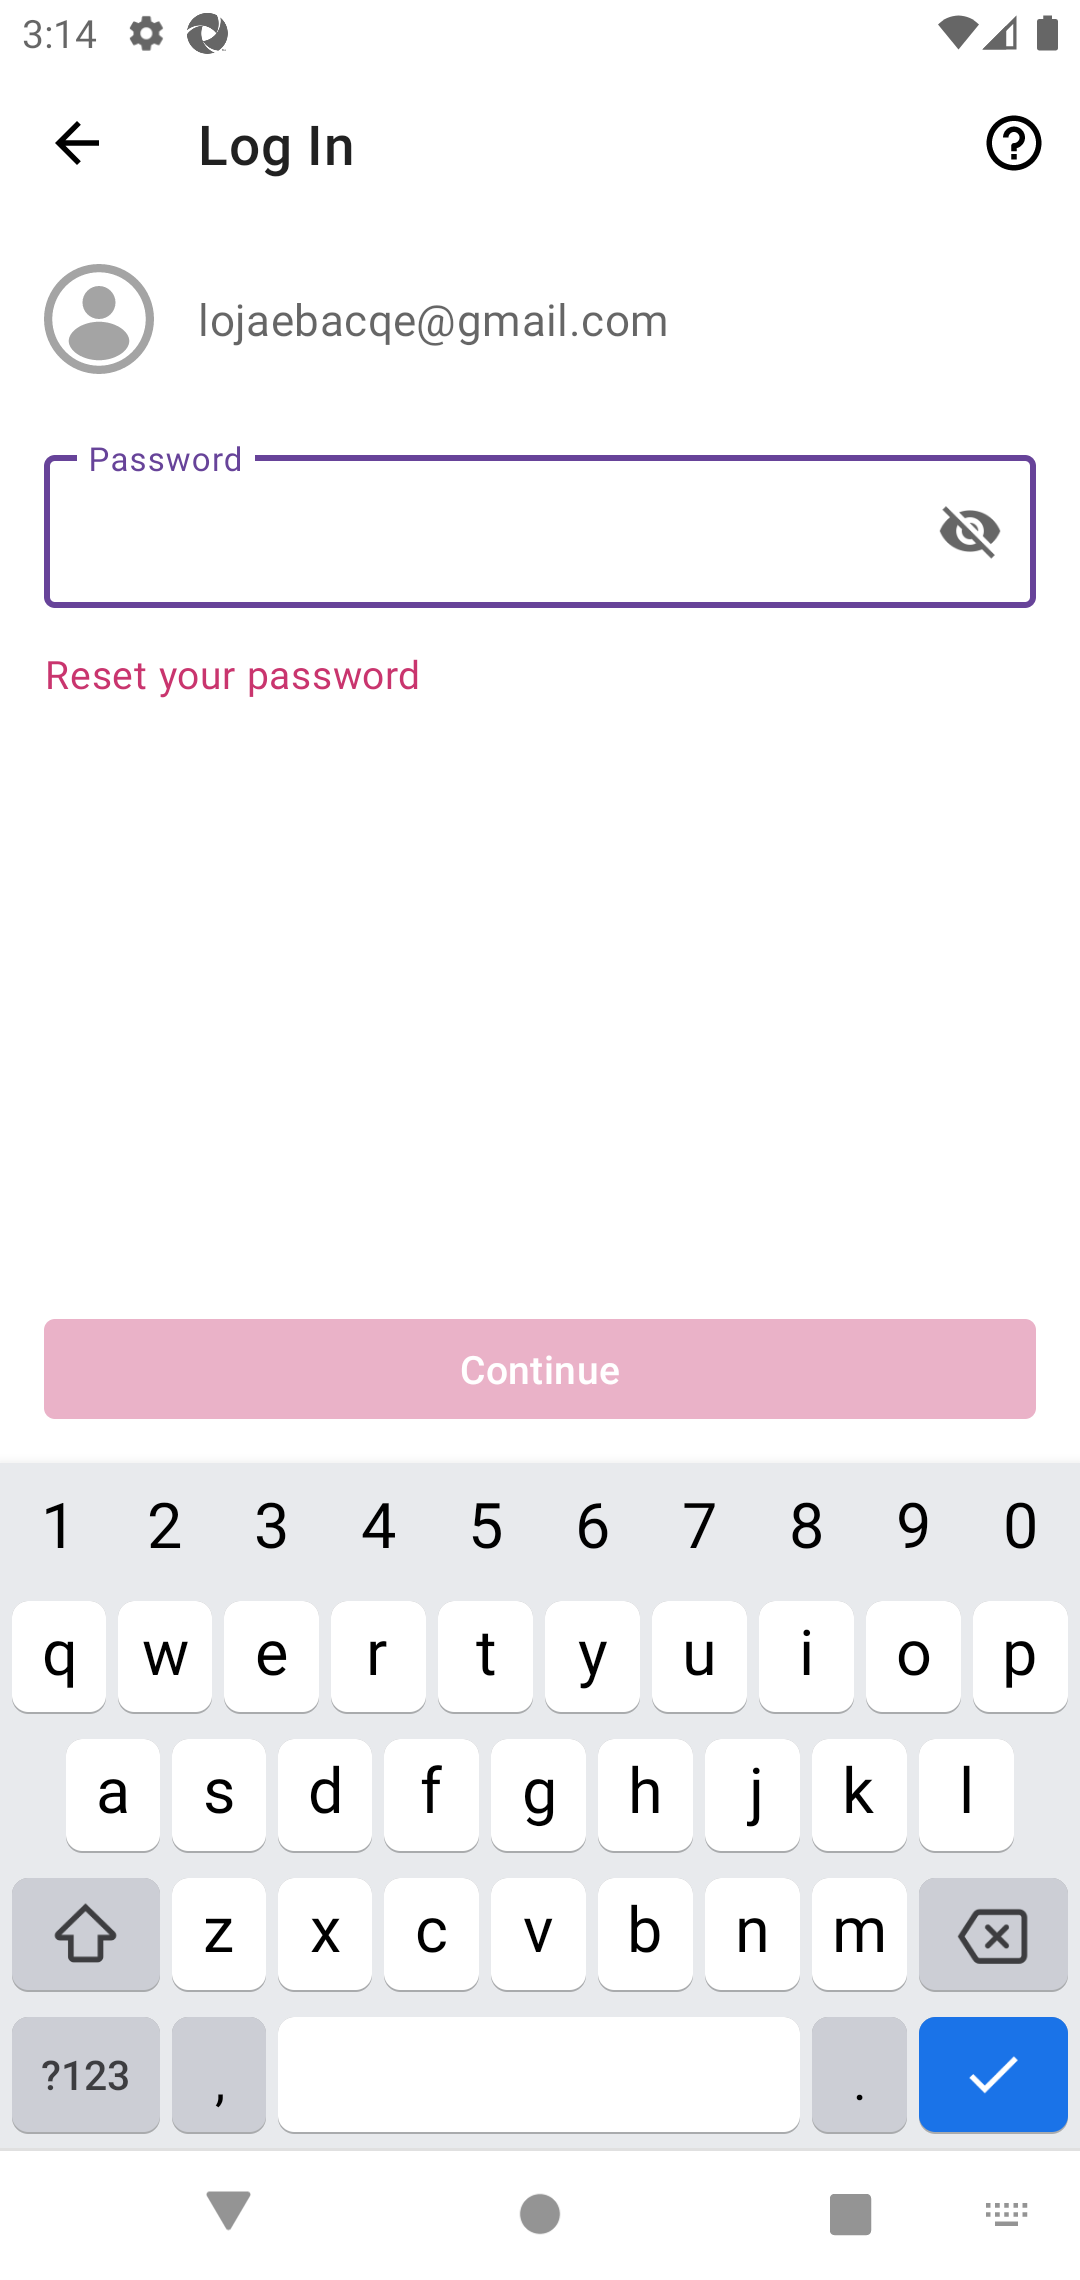 3:14
Log In
lojaebacqe@gmail.com
Password
Reset your password
Continue
1 2 3 4 5 6 7 8 9 0
q w e r t y u i o p
a s d f g h j k l
z x c v b n m
?123 , .